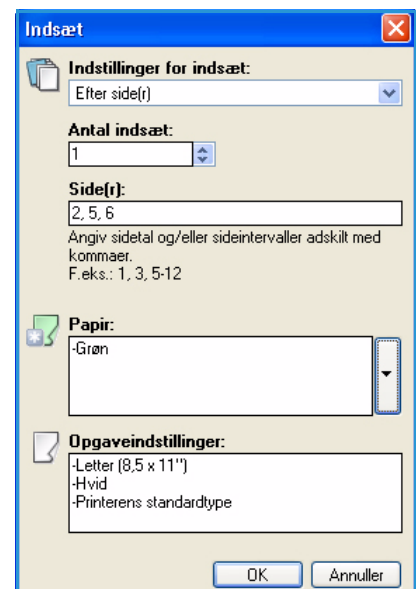 Indsæt
Indstillinger for indsæt:
Efter side(r)
Antal indsæt:
1
Side(r):
2, 5, 6
Angiv sidetal og/eller sideintervaller adskilt med
kommaer.
F.eks.: 1, 3, 5-12
Papir:
-Grøn
Opgaveindstillinger:
-Letter (8,5 x 11'')
-Hvid
-Printerens standardtype
OK
Annuller